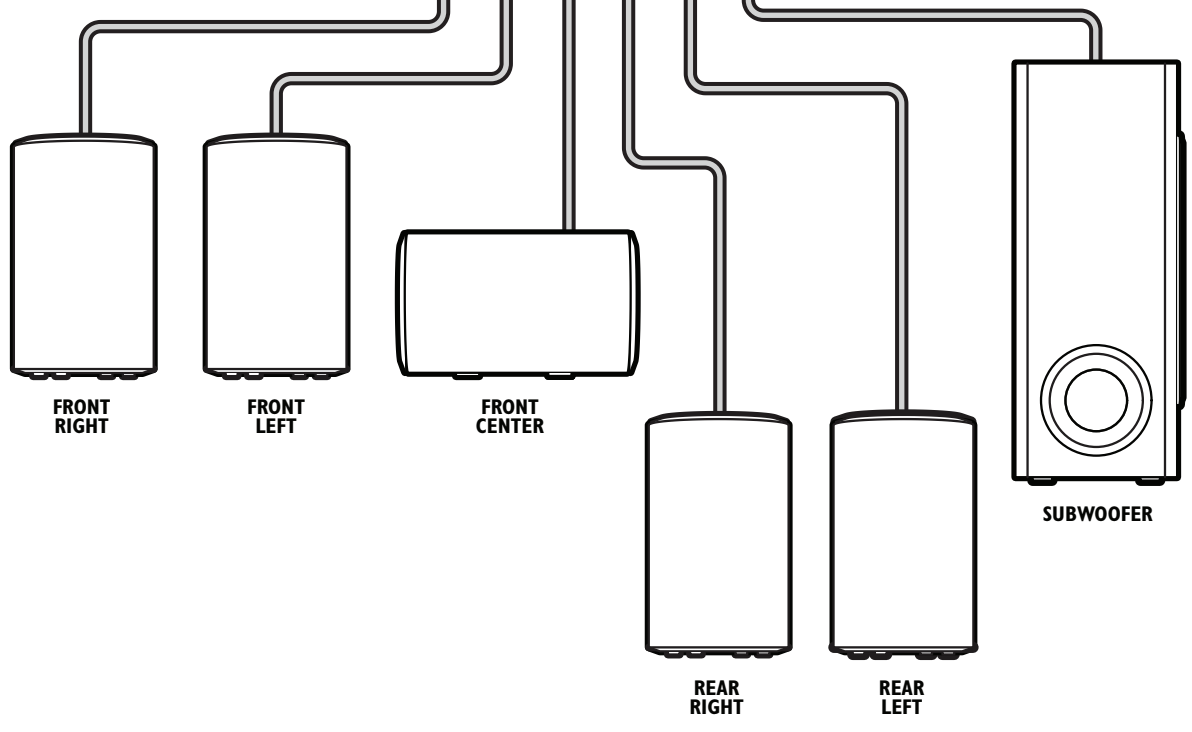 FRONT
RIGHT
FRONT
LEFT
FRONT
CENTER
SUBWOOFER
REAR
RIGHT
REAR
LEFT